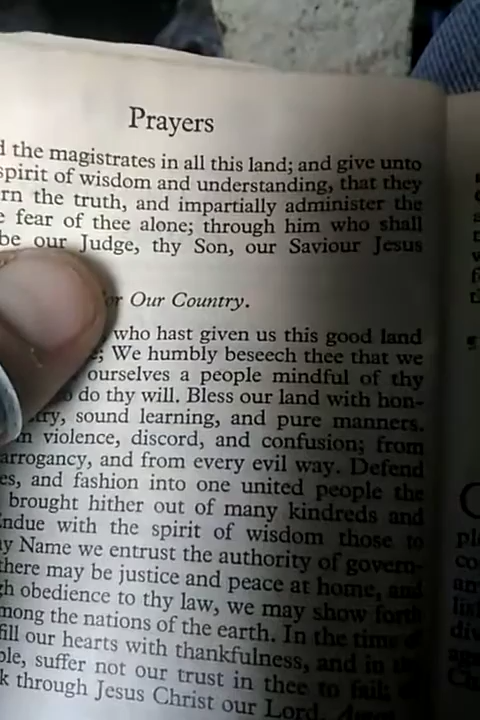 Prayers
the magistrates in all this land; and give unto
spirit of wisdom and understanding, that they
the truth, and impartially administer the
fear of thee alone; through him who shall
be our Judge, thy Son, our Saviour Jesus
Our Country.
who hast given us this good land
We humbly beseech thee that we
ourselves a people mindful of thy
do thy will. Bless our land with hon-
sound learning, and pure manners.
violence, discord, and confusion; from
arrogancy, and from every evil way. Defend
and fashion into one united people the
brought hither out of many kindreds and
Endue with the spirit of wisdom those to
Name we entrust the authority of govern-
there may be justice and peace at home, and
obedience to thy law, we may show forth
among the nations of the earth. In the time
fill our hearts with thankfulness, and in
suffer not our trust in thee to fail;
through Jesus Christ our Lord.